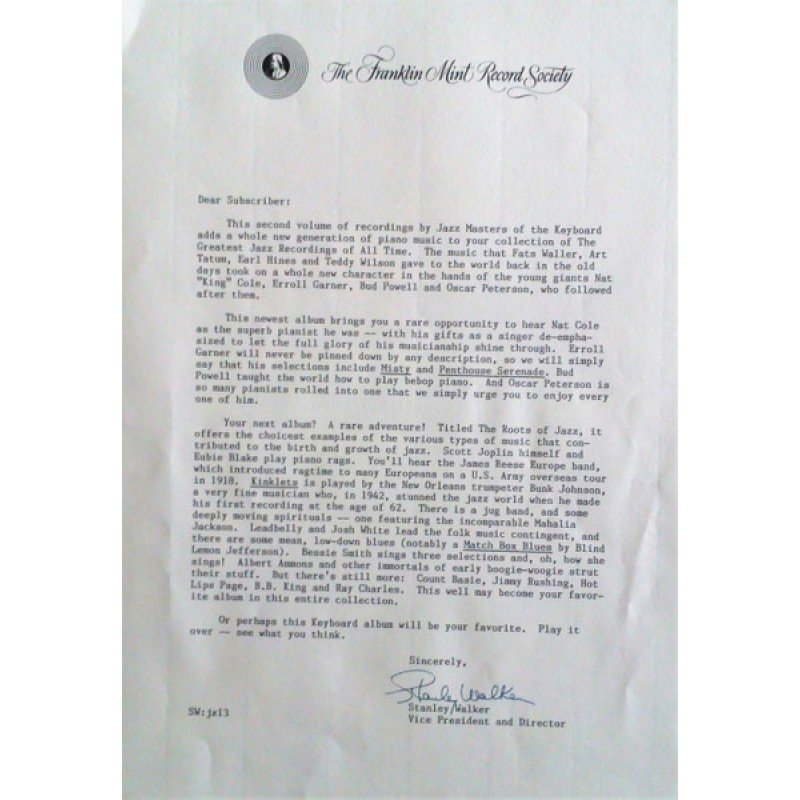 The Franklin Mint Record Society
Dear Subscriber:
This second volume of recordings by Jazz Masters of the Keyboard
adds a whole new generation of piano music to your collection of The
Greatest Jazz Recordings of All Time. The music that Fats Waller, Art
Tatum, Earl Hines and Teddy Wilson gave to the world back in the old
days took on a whole new character in the hands of the young giants Nat
"King" Cole, Erroll Garner, Bud Powell and Oscar Peterson, who followed
after them.
This newest album brings you a rare opportunity to hear Nat Cole
as the superb pianist he was -- with his gifts as a singer de-empha-
sized to let the full glory of his musicianship shine through. Erroll
Garner will never be pinned down by any description, so we will simply
say that his selections include Misty and Penthouse Serenade. Bud
Powell taught the world how to play bebop piano. And Oscar Peterson is
so many pianists rolled into one that we simply urge you to enjoy every
one of him.
Your next album? A rare adventure! Titled The Roots of Jazz, it
offers the choicest examples of the various types of music that con-
tributed to the birth and growth of jazz. Scott Joplin himself and
Eubie Blake play piano rags. You'll hear the James Reese Europe band,
which introduced ragtime to many Europeans on a U.S. Army overseas tour
in 1918. Kinklets is played by the New Orleans trumpeter Bunk Johnson,
a very fine musician who, in 1942, stunned the jazz world when he made
his first recording at the age of 62. There is a jug band, and some
deeply moving spirituals -- one featuring the incomparable Mahalia
Jackson. Leadbelly and Josh White lead the folk music contingent, and
there are some mean, low-down blues (notably a Match Box Blues by Blind
Lemon Jefferson). Bessie Smith sings three selections and, oh, how she
sings! Albert Ammons and other immortals of early boogie-woogie strut
their stuff. But there's still more: Count Basie, Jimmy Rushing, Hot
Lips Page, B.B. King and Ray Charles. This well may become your favor-
ite album in this entire collection.
Or perhaps this Keyboard album will be your favorite. Play it
over -- see what you think.
Sincerely,
Stanley Walker
Stanley Walker
Vice President and Director
SW:jz13